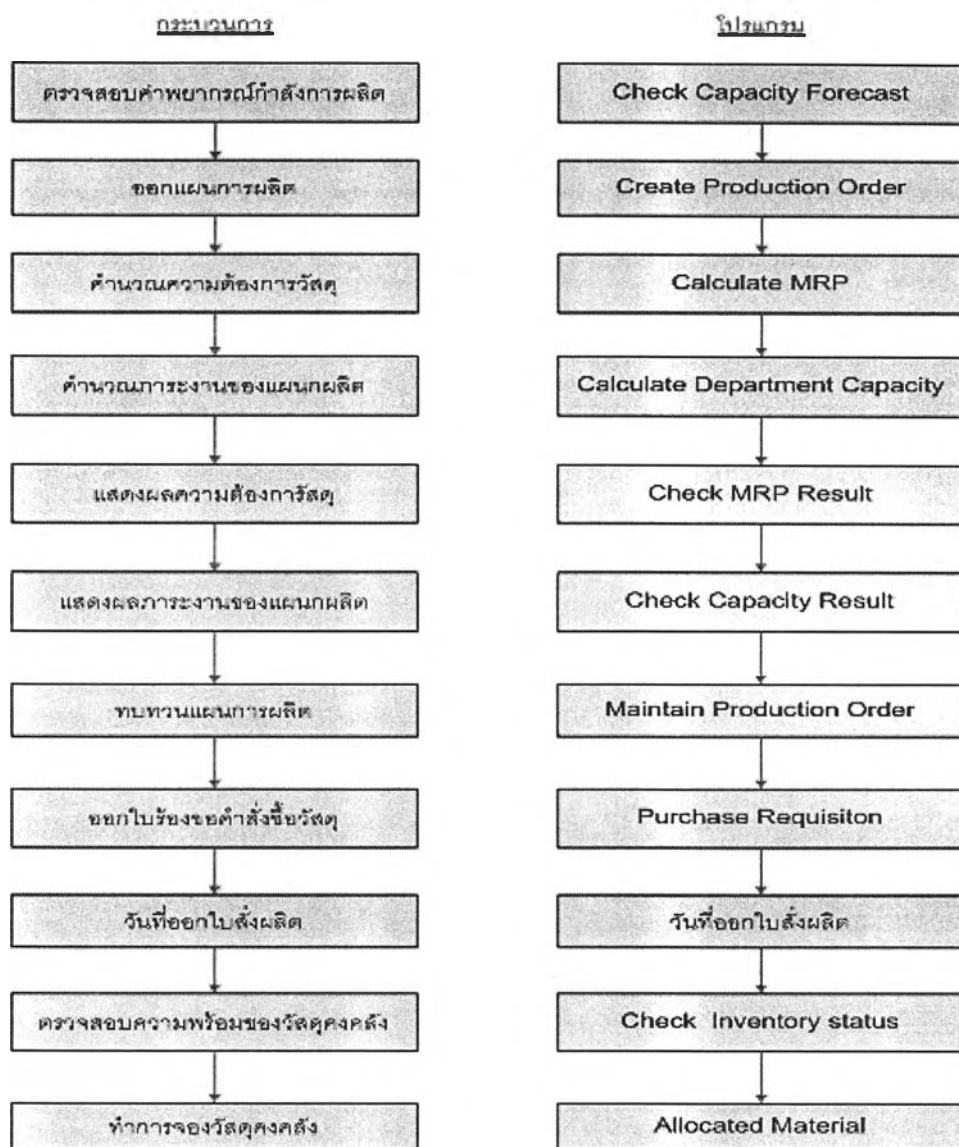 กระบวนการ
โปรแกรม
ตรวจสอบค่าพยากรณ์กำลังการผลิต
Check Capacity Forecast
ออกแผนการผลิต
Create Production Order
คำนวณความต้องการวัสดุ
Calculate MRP
คำนวณภาระงานของแผนกผลิต
Calculate Department Capacity
แสดงผลความต้องการัสดุ
Check MRP Result
แสดงผลภาระงานของแผนกผลิต
Check Capacity Result
ทบทวนแผนการผลิต
Maintain Production Order
ออกใบร้องขอคำสั่งซื้อวัสดุ
Purchase Requisiton
วันที่ออกใบสั่งผลิต
วันที่ออกใบสั่งผลิต
ตรวจสอบความพร้อมของวัสดุคงคลัง
Check Inventory status
ทำการจองวัสดุคงคลัง
Allocated Material